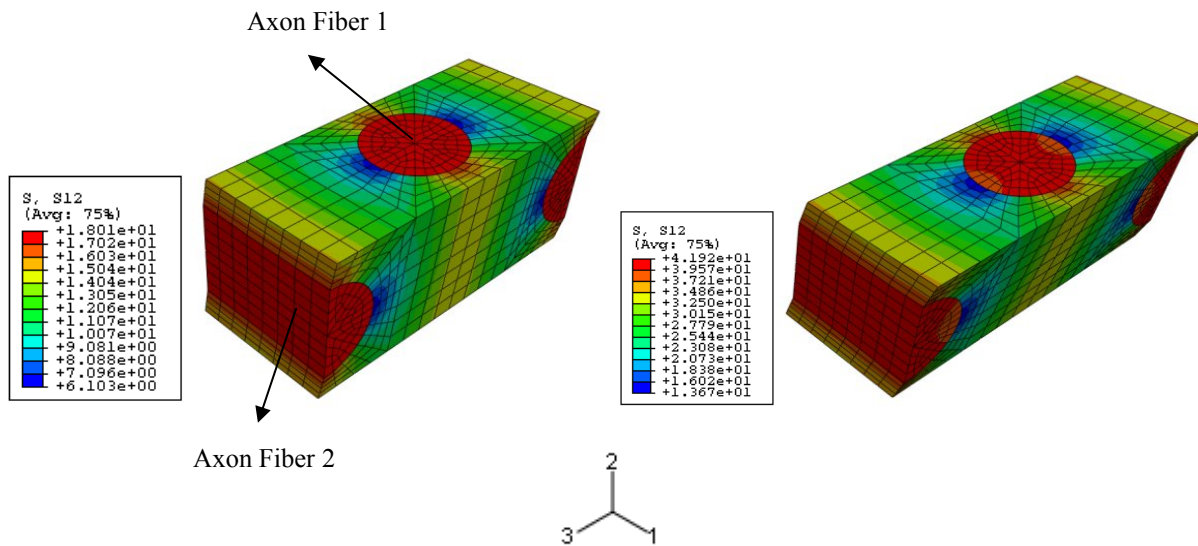 Axon Fiber 1
S, S12
(Avg: 75%)
+1.801e+01
+1.702e+01
+1.603e+01
+1.504e+01
+1.404e+01
+1.305e+01
+1.206e+01
+1.107e+01
+1.007e+01
+9.081e+00
+8.088e+00
+7.096e+00
+6.103e+00
S, S12
(Avg: 75%)
+4.192e+01
+3.957e+01
+3.721e+01
+3.486e+01
+3.250e+01
+3.015e+01
+2.779e+01
+2.544e+01
+2.308e+01
+2.073e+01
+1.838e+01
+1.602e+01
+1.367e+01
Axon Fiber 2
2
3
1